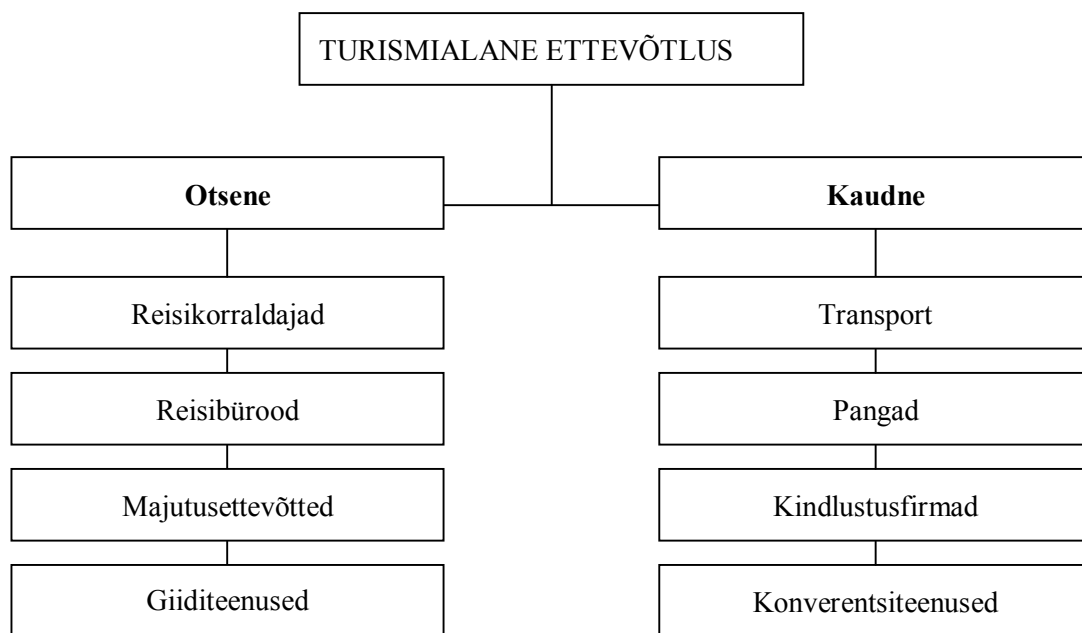 TURISMIALANE ETTEVÕTLUS
Otsene
Kaudne
Reisikorraldajad
Transport
Reisibürood
Pangad
Majutusettevõtted
Kindlustusfirmad
Giiditeenused
Konverentsiteenused